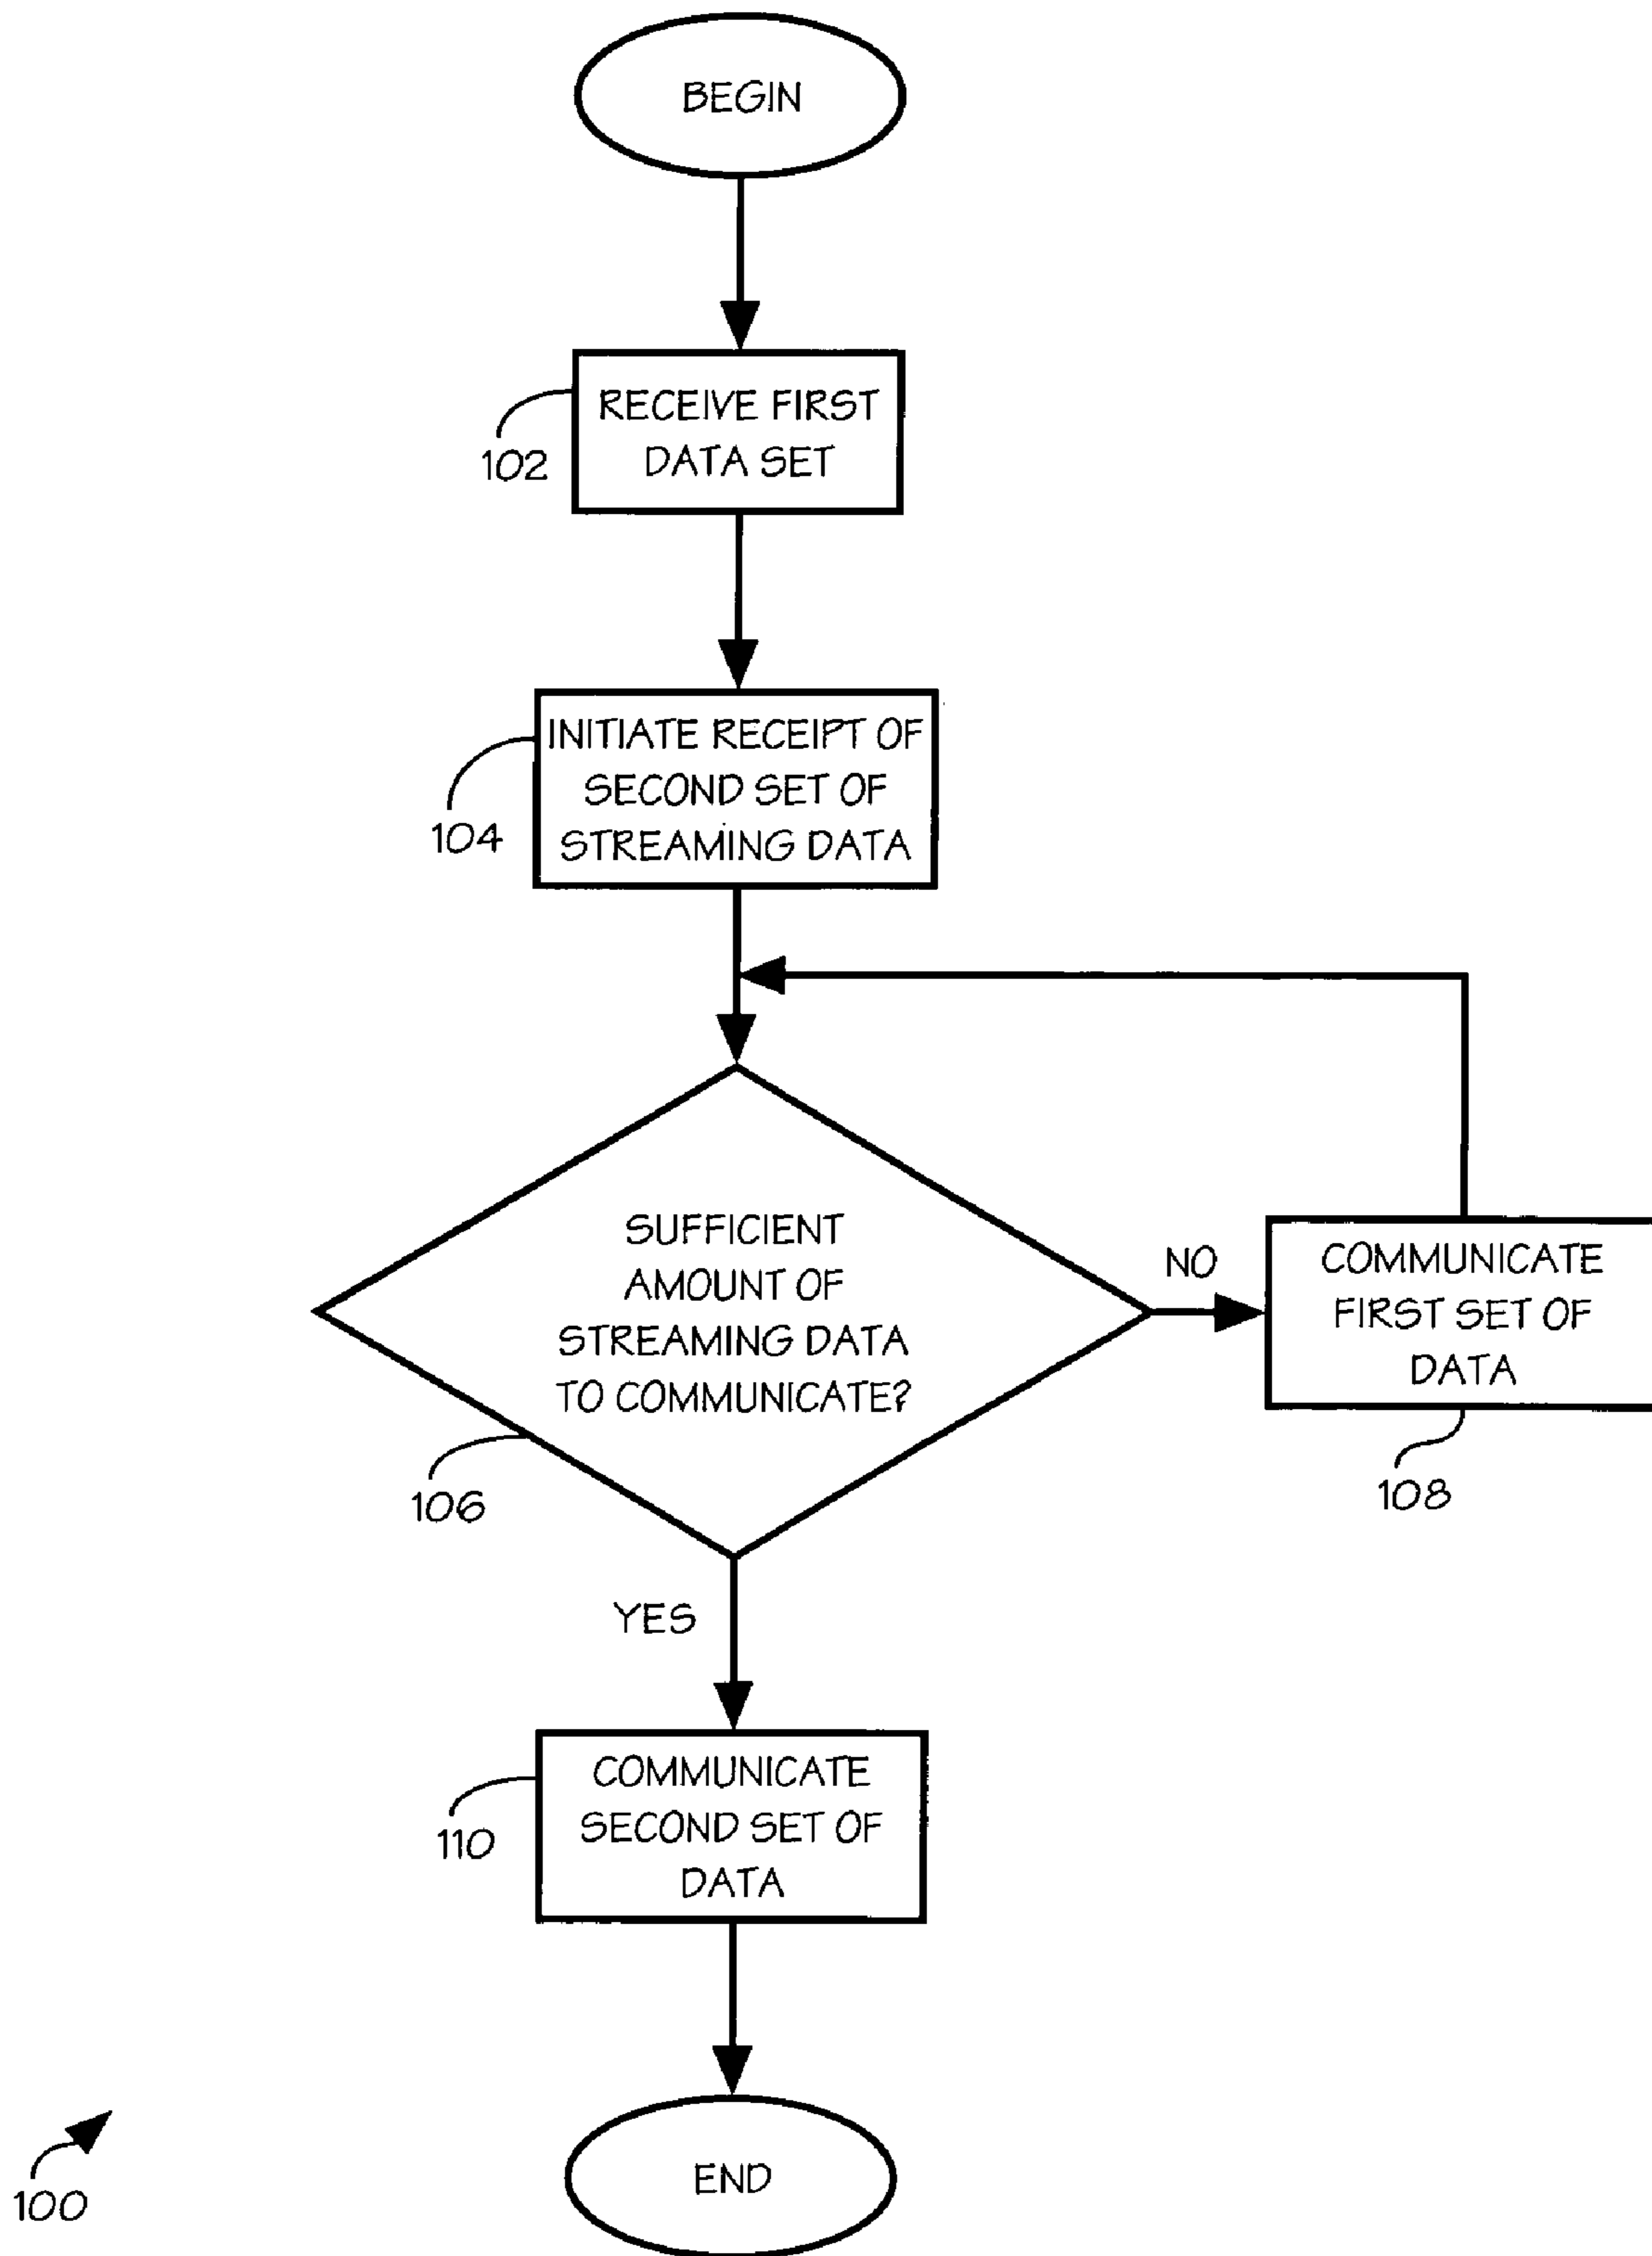 BEGIN
RECEIVE FIRST
DATA SET
102
INITIATE RECEIPT OF
SECOND SET OF
STREAMING DATA
104
SUFFICIENT
AMOUNT OF
STREAMING DATA
TO COMMUNICATE?
106
NO
COMMUNICATE
FIRST SET OF
DATA
108
YES
COMMUNICATE
SECOND SET OF
DATA
110
END
100